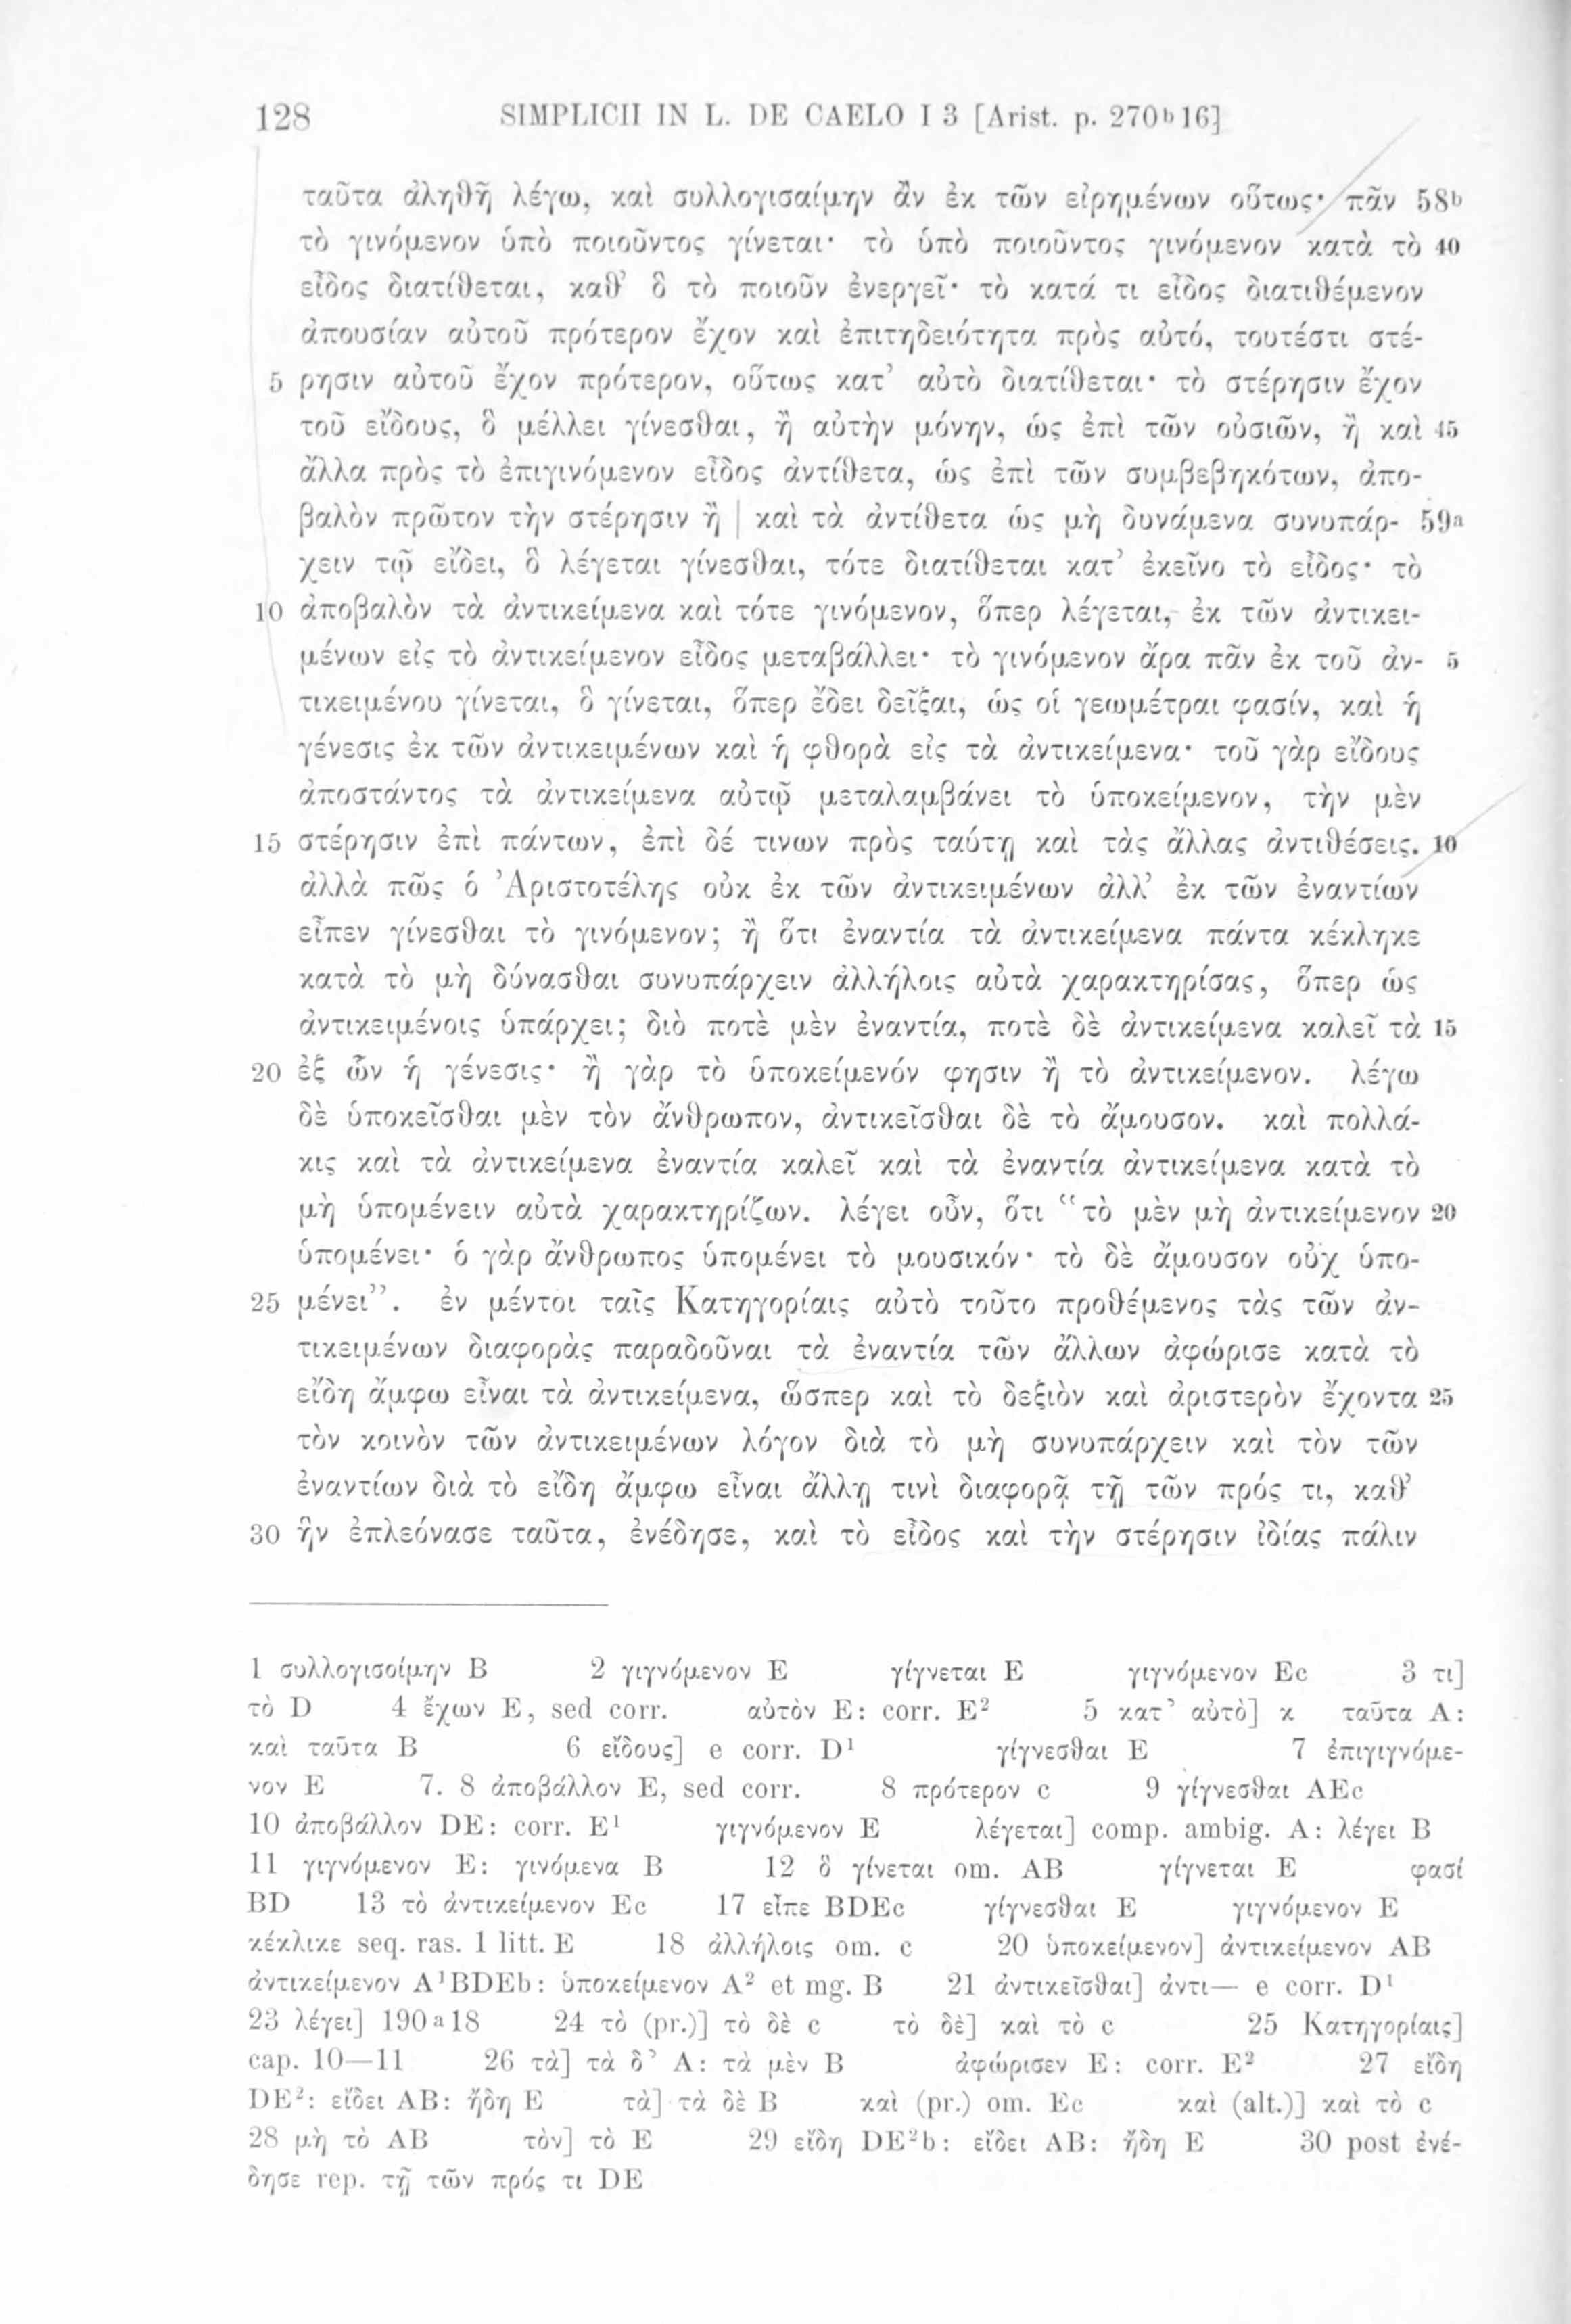 128 SIMPLICII IN L. DE CAELO I 3 [Arist. p. 270ᵇ16]
ταῦτα ἀληθῆ λέγω, καὶ συλλογισαίμην ἂν ἐκ τῶν εἰρημένων οὕτως· πᾶν 58ᵇ
τὸ γινόμενον ὑπὸ ποιοῦντος γίνεται· τὸ ὑπὸ ποιοῦντος γινόμενον κατὰ τὸ 40
εἶδος διατίθεται, καθ’ ὃ τὸ ποιοῦν ἐνεργεῖ· τὸ κατά τι εἶδος διατιθέμενον
ἀπουσίαν αὐτοῦ πρότερον ἔχον καὶ ἐπιτηδειότητα πρὸς αὐτό, τουτέστι στέ-
5 ρησιν αὐτοῦ ἔχον πρότερον, οὕτως κατ’ αὐτὸ διατίθεται· τὸ στέρησιν ἔχον
τοῦ εἴδους, ὃ μέλλει γίνεσθαι, ἢ αὐτὴν μόνην, ὡς ἐπὶ τῶν οὐσιῶν, ἢ καὶ 45
ἄλλα πρὸς τὸ ἐπιγινόμενον εἶδος ἀντίθετα, ὡς ἐπὶ τῶν συμβεβηκότων, ἀπο-
βαλὸν πρῶτον τὴν στέρησιν ἢ | καὶ τὰ ἀντίθετα ὡς μὴ δυνάμενα συνυπάρ- 59ᵃ
χειν τῷ εἴδει, ὃ λέγεται γίνεσθαι, τότε διατίθεται κατ’ ἐκεῖνο τὸ εἶδος· τὸ
10 ἀποβαλὸν τὰ ἀντικείμενα καὶ τότε γινόμενον, ὅπερ λέγεται, ἐκ τῶν ἀντικει-
μένων εἰς τὸ ἀντικείμενον εἶδος μεταβάλλει· τὸ γινόμενον ἄρα πᾶν ἐκ τοῦ ἀν- 5
τικειμένου γίνεται, ὃ γίνεται, ὅπερ ἔδει δεῖξαι, ὡς οἱ γεωμέτραι φασίν, καὶ ἡ
γένεσις ἐκ τῶν ἀντικειμένων καὶ ἡ φθορὰ εἰς τὰ ἀντικείμενα· τοῦ γὰρ εἴδους
ἀποστάντος τὰ ἀντικείμενα αὐτῷ μεταλαμβάνει τὸ ὑποκείμενον, τὴν μὲν
15 στέρησιν ἐπὶ πάντων, ἐπὶ δέ τινων πρὸς ταύτῃ καὶ τὰς ἄλλας ἀντιθέσεις. 10
ἀλλὰ πῶς ὁ Ἀριστοτέλης οὐκ ἐκ τῶν ἀντικειμένων ἀλλ’ ἐκ τῶν ἐναντίων
εἶπεν γίνεσθαι τὸ γινόμενον; ἢ ὅτι ἐναντία τὰ ἀντικείμενα πάντα κέκληκε
κατὰ τὸ μὴ δύνασθαι συνυπάρχειν ἀλλήλοις αὐτὰ χαρακτηρίσας, ὅπερ ὡς
ἀντικειμένοις ὑπάρχει; διὸ ποτὲ μὲν ἐναντία, ποτὲ δὲ ἀντικείμενα καλεῖ τὰ 15
20 ἐξ ὧν ἡ γένεσις· ἢ γὰρ τὸ ὑποκείμενόν φησιν ἢ τὸ ἀντικείμενον. λέγω
δὲ ὑποκεῖσθαι μὲν τὸν ἄνθρωπον, ἀντικεῖσθαι δὲ τὸ ἄμουσον. καὶ πολλά-
κις καὶ τὰ ἀντικείμενα ἐναντία καλεῖ καὶ τὰ ἐναντία ἀντικείμενα κατὰ τὸ
μὴ ὑπομένειν αὐτὰ χαρακτηρίζων. λέγει οὖν, ὅτι “τὸ μὲν μὴ ἀντικείμενον 20
ὑπομένει· ὁ γὰρ ἄνθρωπος ὑπομένει τὸ μουσικόν· τὸ δὲ ἄμουσον οὐχ ὑπο-
25 μένει”. ἐν μέντοι ταῖς Κατηγορίαις αὐτὸ τοῦτο προθέμενος τὰς τῶν ἀν-
τικειμένων διαφορὰς παραδοῦναι τὰ ἐναντία τῶν ἄλλων ἀφώρισε κατὰ τὸ
εἴδη ἄμφω εἶναι τὰ ἀντικείμενα, ὥσπερ καὶ τὸ δεξιὸν καὶ ἀριστερὸν ἔχοντα 25
τὸν κοινὸν τῶν ἀντικειμένων λόγον διὰ τὸ μὴ συνυπάρχειν καὶ τὸν τῶν
ἐναντίων διὰ τὸ εἴδη ἄμφω εἶναι ἄλλῃ τινὶ διαφορᾷ τῇ τῶν πρός τι, καθ’
30 ἣν ἐπλεόνασε ταῦτα, ἐνέδησε, καὶ τὸ εἶδος καὶ τὴν στέρησιν ἰδίας πάλιν
1 συλλογισοίμην B 2 γιγνόμενον E γίγνεται E γιγνόμενον Ec 3 τι]
τὸ D 4 ἔχων E, sed corr. αὐτὸν E: corr. E² 5 κατ’ αὐτὸ] κ ταῦτα A:
καὶ ταῦτα B 6 εἴδους] e corr. D¹ γίγνεσθαι E 7 ἐπιγιγνόμε-
νον E 7. 8 ἀποβάλλον E, sed corr. 8 πρότερον c 9 γίγνεσθαι AEc
10 ἀποβάλλον DE: corr. E¹ γιγνόμενον E λέγεται] comp. ambig. A: λέγει B
11 γιγνόμενον E: γινόμενα B 12 ὃ γίνεται om. AB γίγνεται E φασί
BD 13 τὸ ἀντικείμενον Ec 17 εἶπε BDEc γίγνεσθαι E γιγνόμενον E
κέκλικε seq. ras. 1 litt. E 18 ἀλλήλοις om. c 20 ὑποκείμενον] ἀντικείμενον AB
ἀντικείμενον A¹BDEb: ὑποκείμενον A² et mg. B 21 ἀντικεῖσθαι] ἀντι— e corr. D¹
23 λέγει] 190ᵃ18 24 τὸ (pr.)] τὸ δὲ c τὸ δὲ] καὶ τὸ c 25 Κατηγορίαις]
cap. 10—11 26 τὰ] τὰ δ’ A: τὰ μὲν B ἀφώρισεν E: corr. E² 27 εἴδη
DE²: εἴδει AB: ἤδη E τὰ] τὰ δὲ B καὶ (pr.) om. Ec καὶ (alt.)] καὶ τὸ c
28 μὴ τὸ AB τὸν] τὸ E 29 εἴδη DE²b: εἴδει AB: ἤδη E 30 post ἐνέ-
δησε rep. τῇ τῶν πρός τι DE